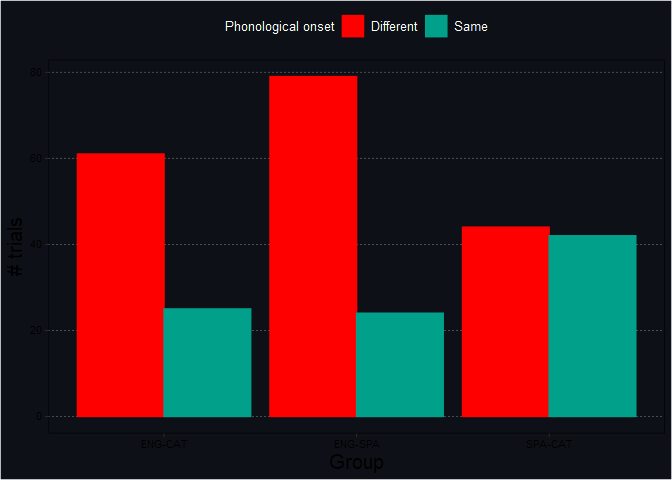 Phonological onset Different Same
80
60
40
20
0
# trials
ENG-CAT ENG-SPA SPA-CAT
Group